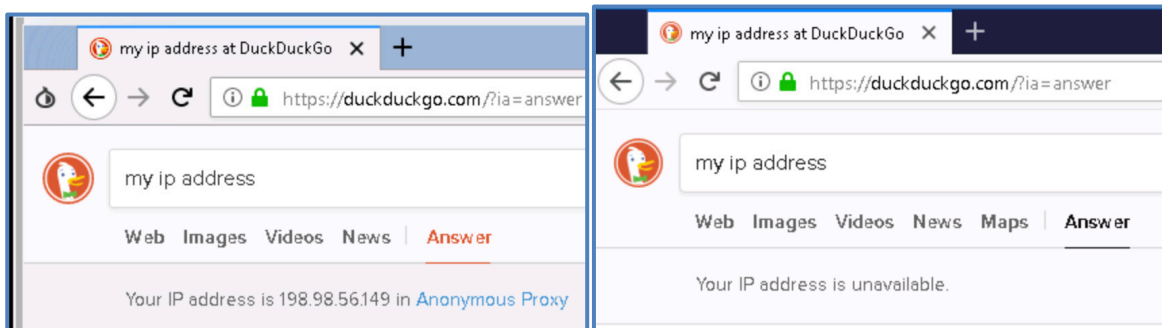 my ip address at DuckDuckGo
https://duckduckgo.com/?ia=answer
my ip address
Web Images Videos News Answer
Your IP address is 198.98.56.149 in Anonymous Proxy
my ip address at DuckDuckGo
https://duckduckgo.com/?ia=answer
my ip address
Web Images Videos News Maps Answer
Your IP address is unavailable.